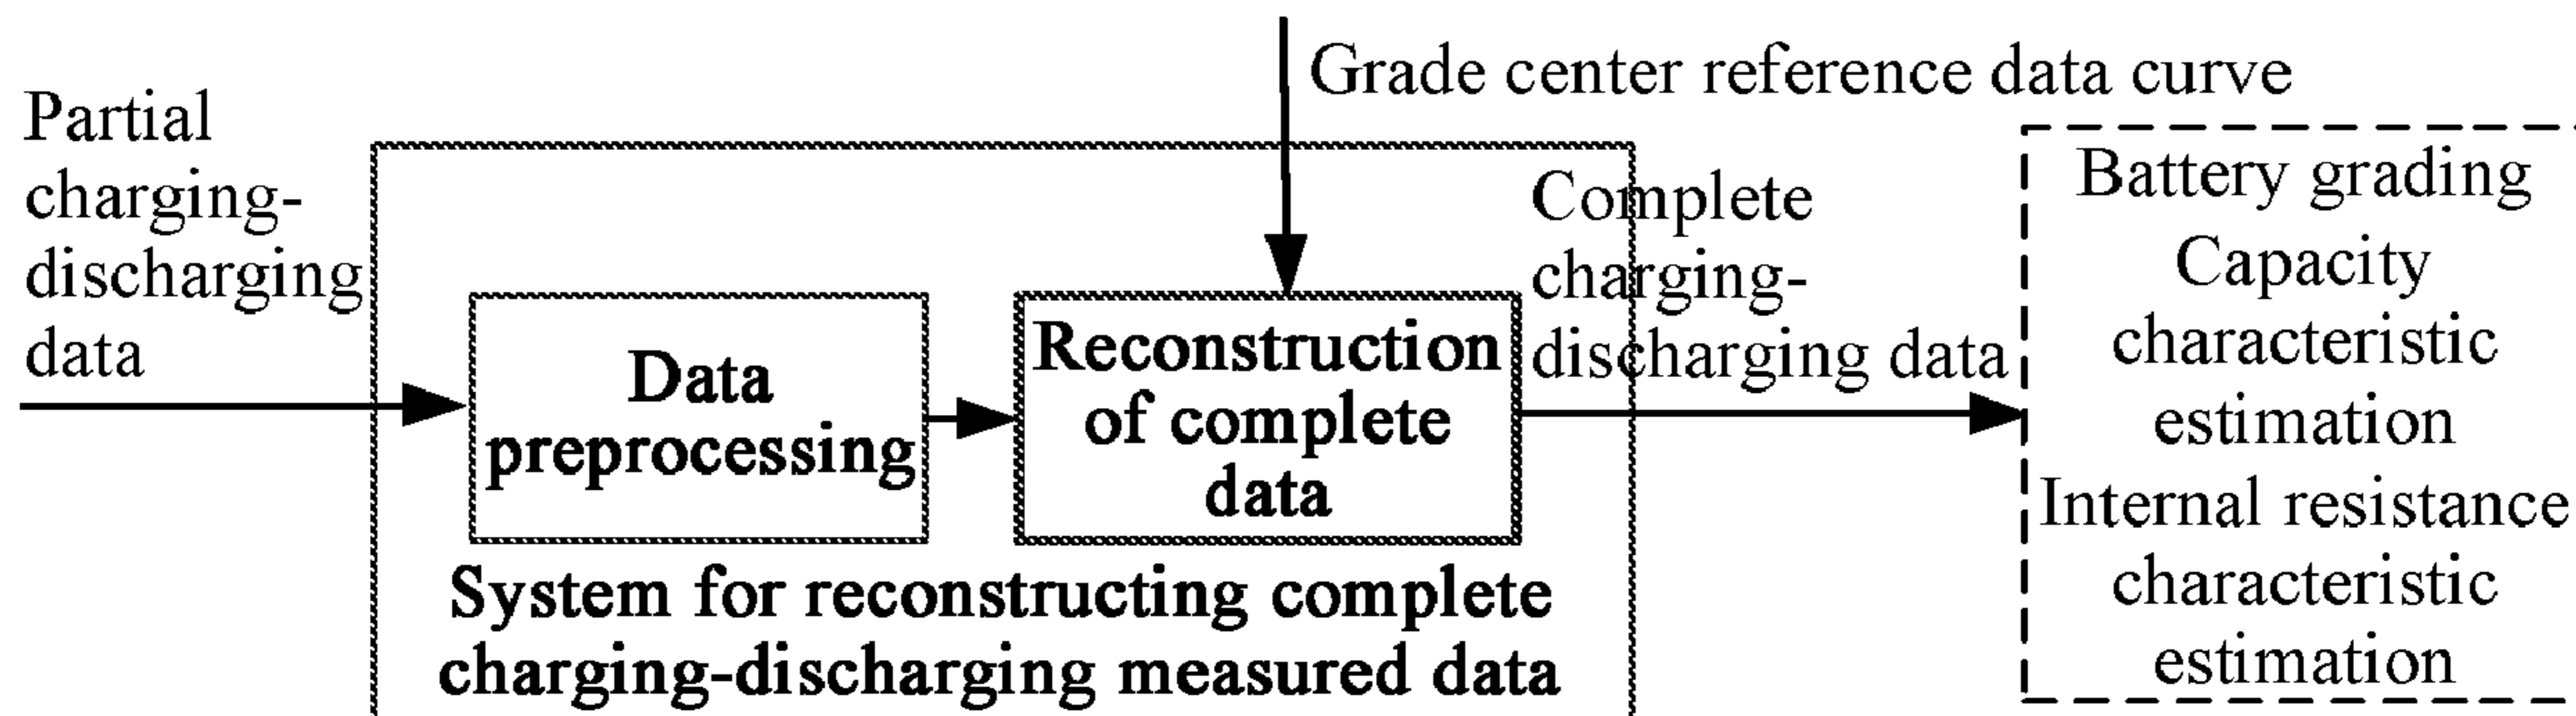 Grade center reference data curve
Partial
charging-
discharging
data
Data
preprocessing
Reconstruction
of complete
data
Complete
charging-
discharging data
System for reconstructing complete
charging-discharging measured data
Battery grading
Capacity
characteristic
estimation
Internal resistance
characteristic
estimation